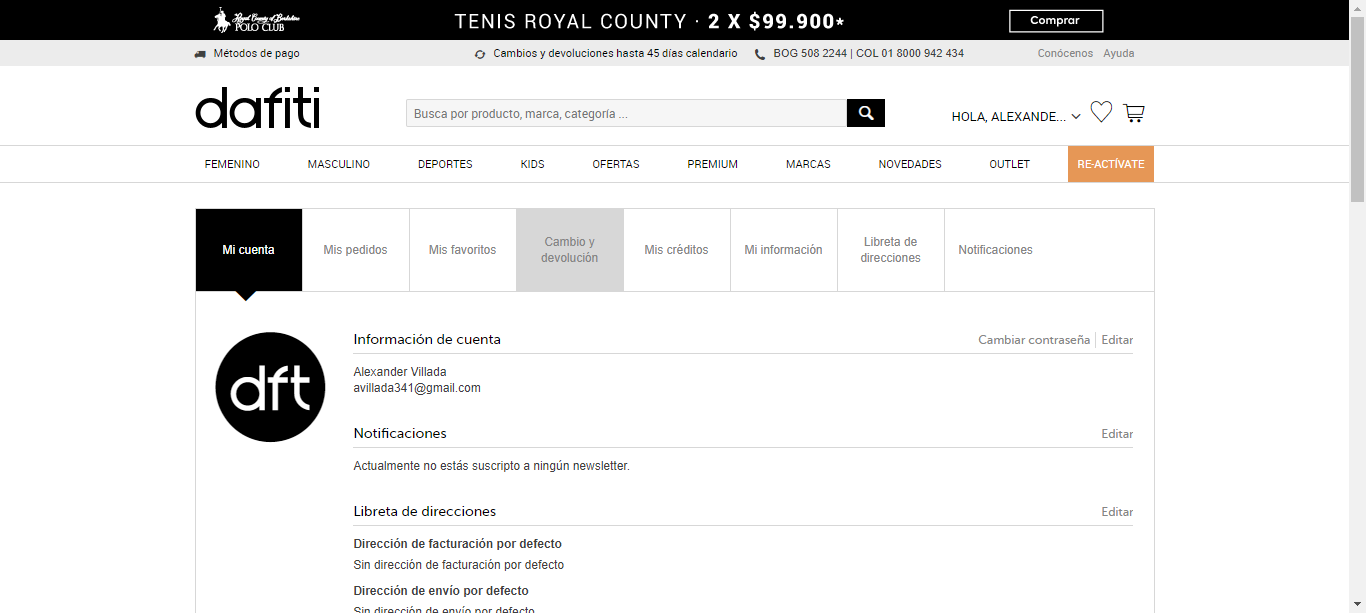 Royal County of Berkshire
POLO CLUB
TENIS ROYAL COUNTY · 2 X $99.900*
Comprar
Métodos de pago
Cambios y devoluciones hasta 45 días calendario
BOG 508 2244 | COL 01 8000 942 434
Conócenos Ayuda
dafiti
Busca por producto, marca, categoría ...
HOLA, ALEXANDE...
FEMENINO MASCULINO DEPORTES KIDS OFERTAS PREMIUM MARCAS NOVEDADES OUTLET RE-ACTÍVATE
Mi cuenta
Mis pedidos
Mis favoritos
Cambio y
devolución
Mis créditos
Mi información
Libreta de
direcciones
Notificaciones
dft
Información de cuenta
Cambiar contraseña | Editar
Alexander Villada
avillada341@gmail.com
Notificaciones
Editar
Actualmente no estás suscripto a ningún newsletter.
Libreta de direcciones
Editar
Dirección de facturación por defecto
Sin dirección de facturación por defecto
Dirección de envío por defecto
Sin dirección de envío por defecto